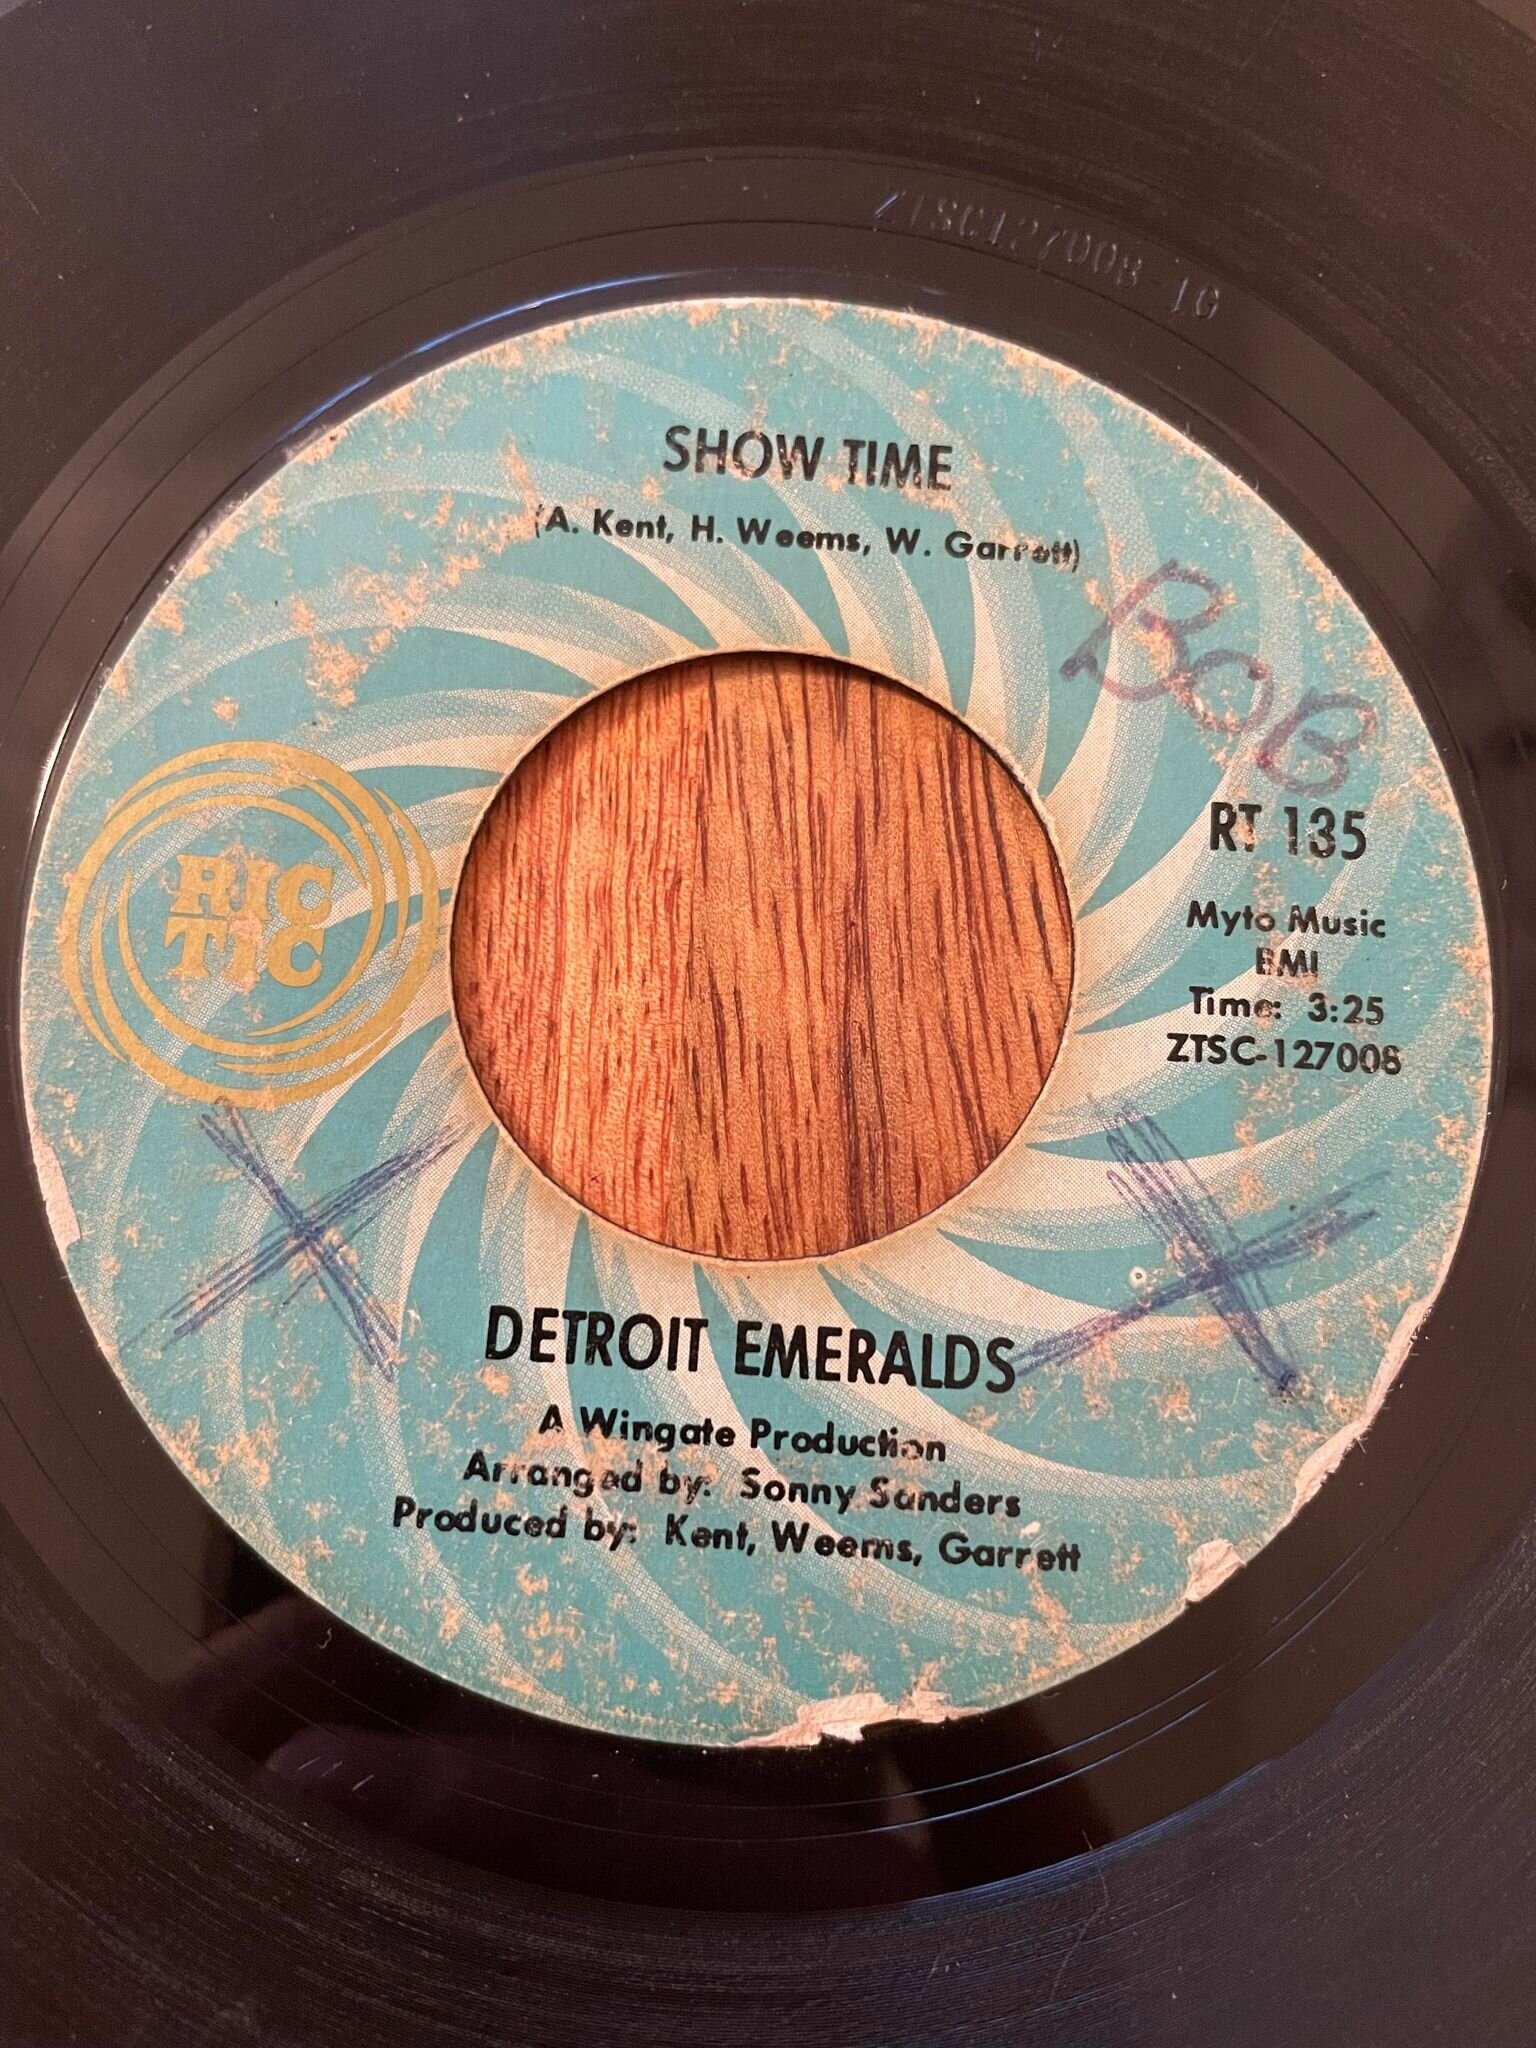 ZTSC127008-1G
SHOW TIME
(A. Kent, H. Weems, W. Garrett)
BOB
RIC
TIC
RT 135
Myto Music
BMI
Time: 3:25
ZTSC-127008
DETROIT EMERALDS
A Wingate Production
Arranged by: Sonny Sanders
Produced by: Kent, Weems, Garrett